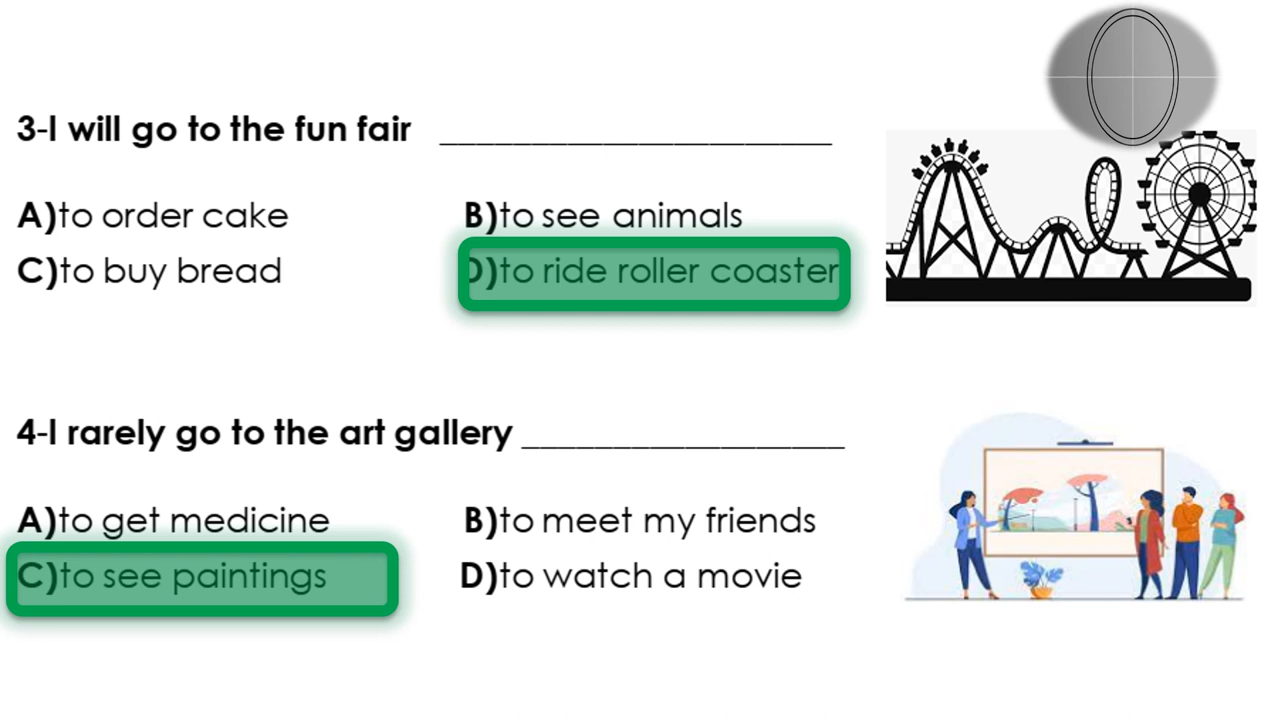 3-I will go to the fun fair ______________________
A)to order cake B)to see animals
C)to buy bread D)to ride roller coaster
4-I rarely go to the art gallery __________________
A)to get medicine B)to meet my friends
C)to see paintings D)to watch a movie